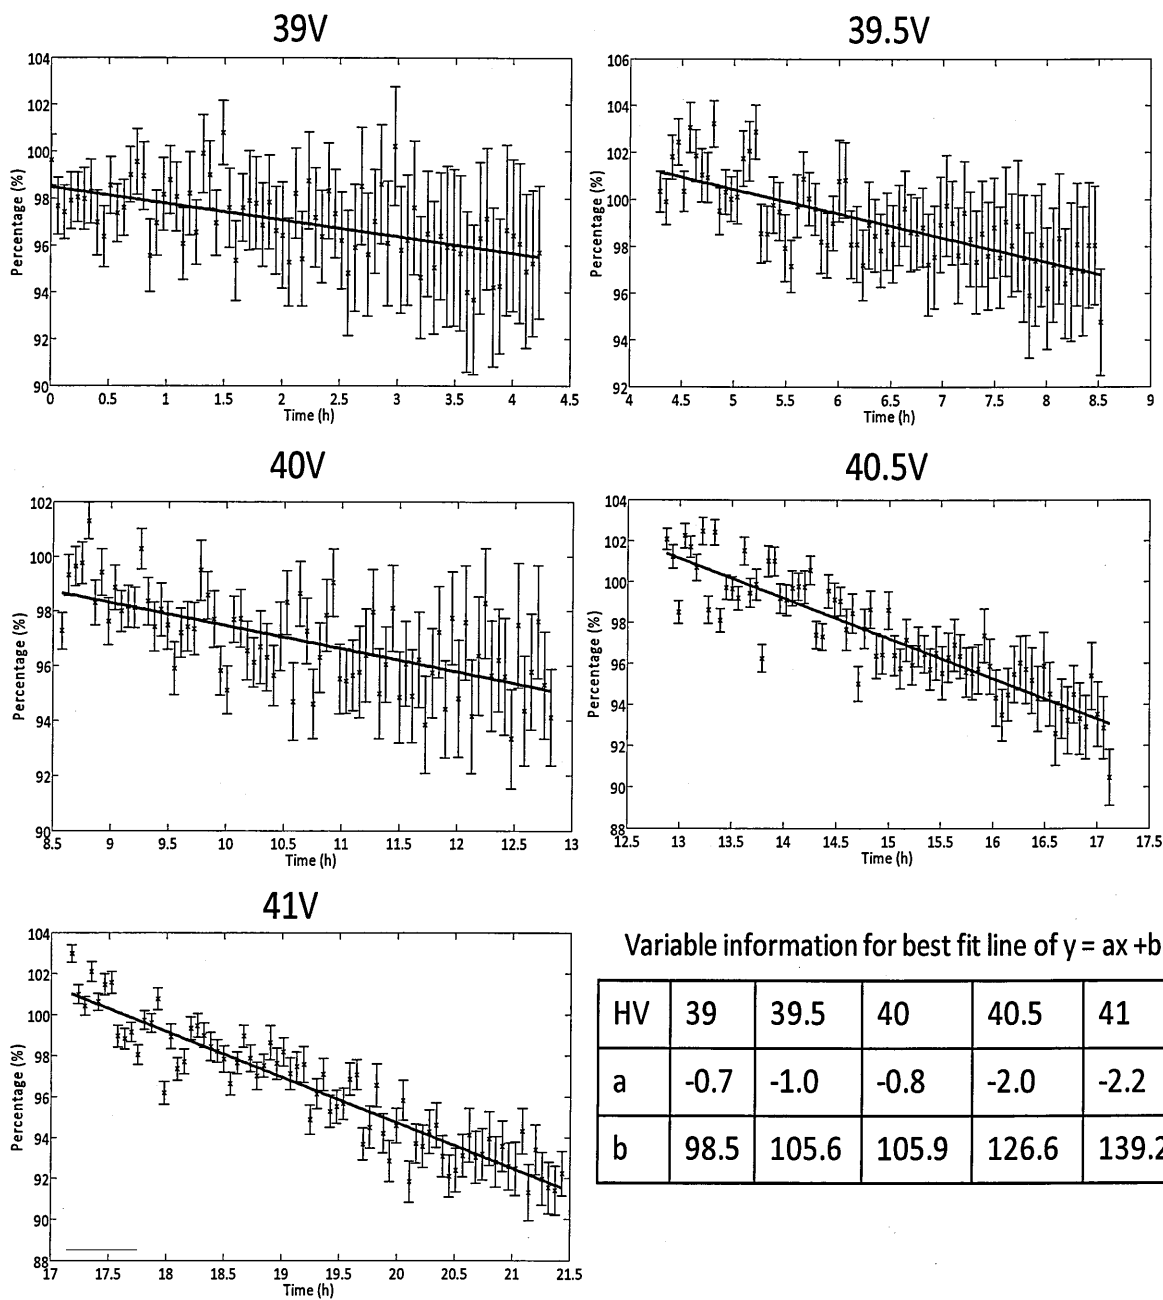 39V
104
102
100
98
96
94
92
90
Percentage (%)
0 0.5 1 1.5 2 2.5 3 3.5 4 4.5
Time (h)
39.5V
106
104
102
100
98
96
94
92
Percentage (%)
4 4.5 5 5.5 6 6.5 7 7.5 8 8.5 9
Time (h)
40V
102
100
98
96
94
92
90
Percentage (%)
8.5 9 9.5 10 10.5 11 11.5 12 12.5 13
Time (h)
40.5V
104
102
100
98
96
94
92
90
88
Percentage (%)
12.5 13 13.5 14 14.5 15 15.5 16 16.5 17 17.5
Time (h)
41V
104
102
100
98
96
94
92
90
88
Percentage (%)
17 17.5 18 18.5 19 19.5 20 20.5 21 21.5
Time (h)
Variable information for best fit line of y = ax +b
HV 39 39.5 40 40.5 41
a -0.7 -1.0 -0.8 -2.0 -2.2
b 98.5 105.6 105.9 126.6 139.2